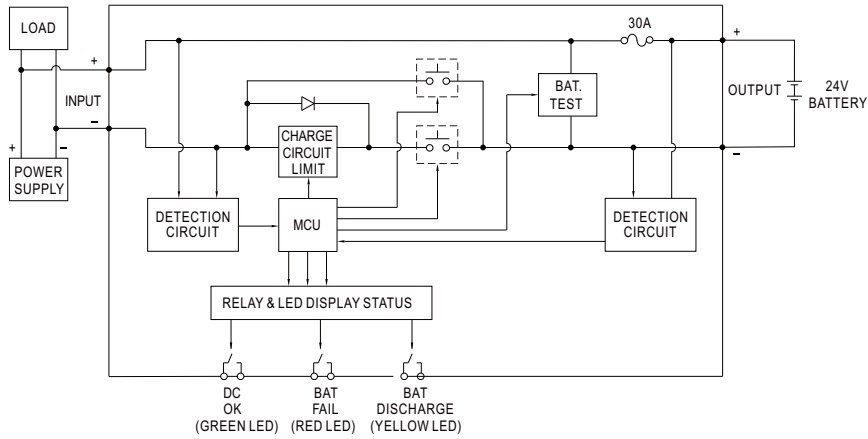 LOAD
30A
+
+
+
INPUT
BAT.
TEST
OUTPUT
24V
BATTERY
−
CHARGE
CIRCUIT
LIMIT
+
−
−
POWER
SUPPLY
DETECTION
CIRCUIT
MCU
DETECTION
CIRCUIT
RELAY & LED DISPLAY STATUS
DC
OK
(GREEN LED)
BAT
FAIL
(RED LED)
BAT
DISCHARGE
(YELLOW LED)